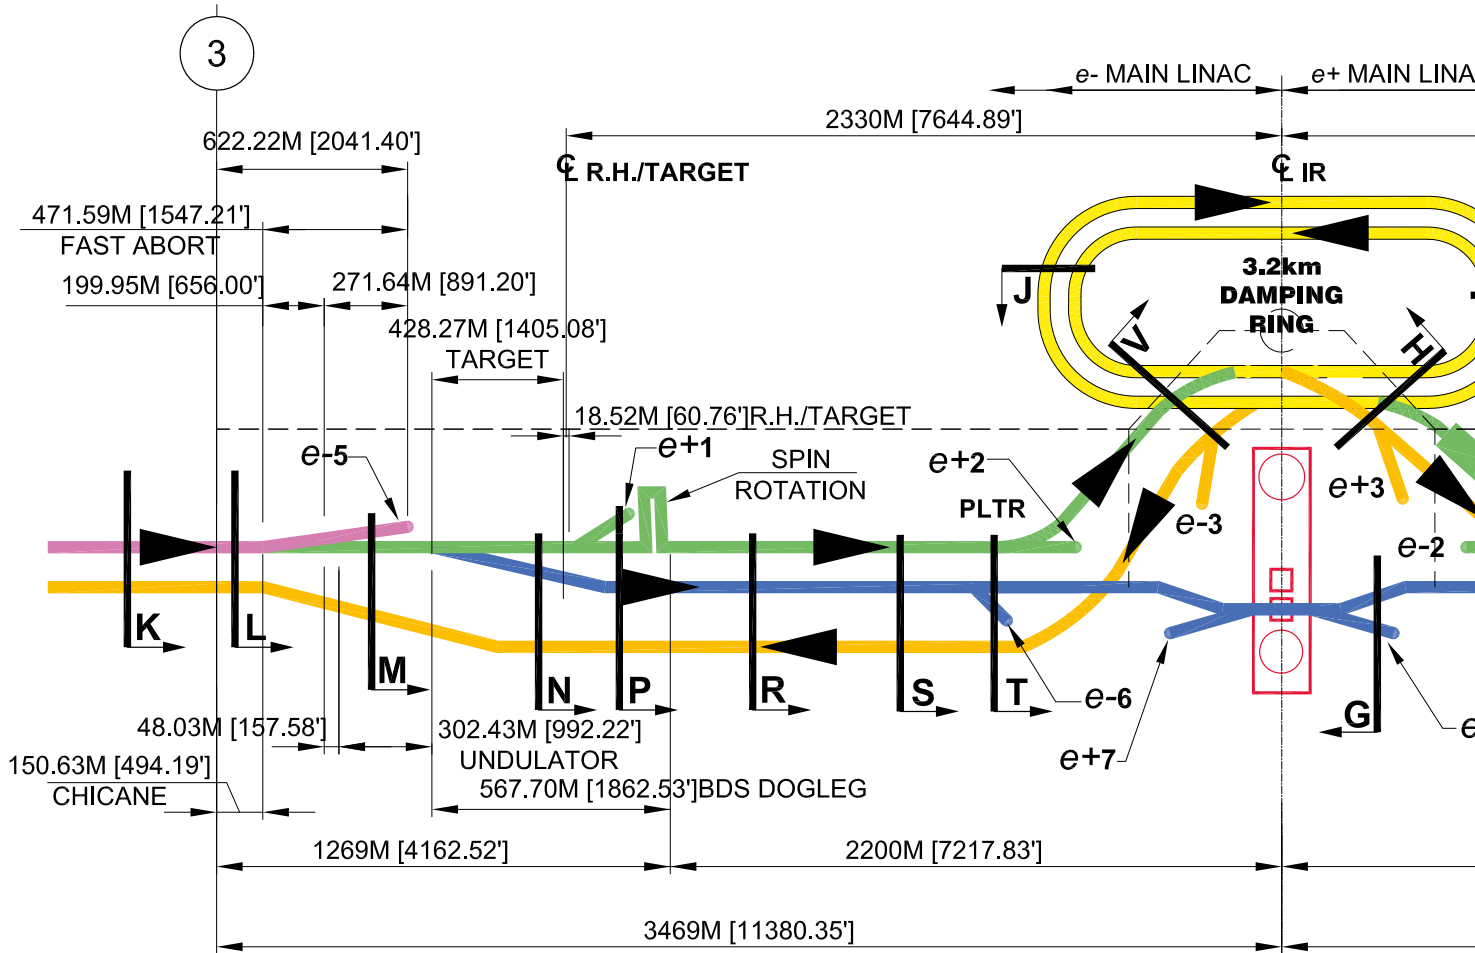 3
e- MAIN LINAC
e+ MAIN LINA
2330M [7644.89']
622.22M [2041.40']
℄ R.H./TARGET
℄ IR
471.59M [1547.21']
FAST ABORT
199.95M [656.00']
271.64M [891.20']
428.27M [1405.08']
TARGET
3.2km
DAMPING
RING
J
V
H
18.52M [60.76']R.H./TARGET
e-5
e+1
SPIN
ROTATION
e+2
PLTR
e-3
e+3
e-2
K
L
M
N
P
R
S
T
G
e-6
e+7
e
48.03M [157.58']
302.43M [992.22']
UNDULATOR
150.63M [494.19']
CHICANE
567.70M [1862.53']BDS DOGLEG
1269M [4162.52']
2200M [7217.83']
3469M [11380.35']